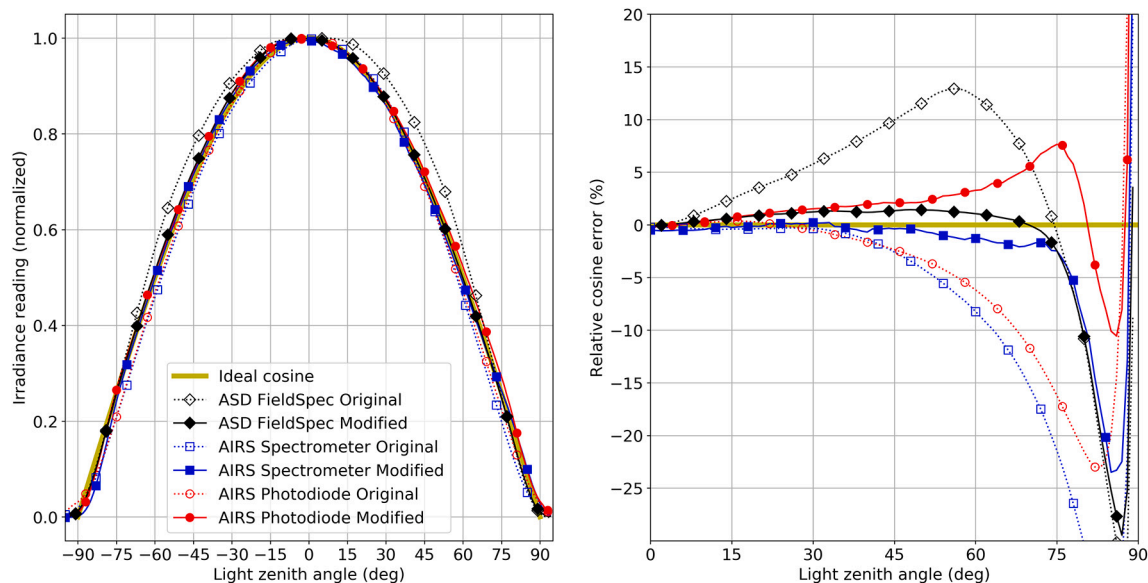 1.0
0.8
0.6
0.4
0.2
0.0
Irradiance reading (normalized)
Ideal cosine
ASD FieldSpec Original
ASD FieldSpec Modified
AIRS Spectrometer Original
AIRS Spectrometer Modified
AIRS Photodiode Original
AIRS Photodiode Modified
−90 −75 −60 −45 −30 −15 0 15 30 45 60 75 90
Light zenith angle (deg)
20
15
10
5
0
−5
−10
−15
−20
−25
Relative cosine error (%)
0 15 30 45 60 75 90
Light zenith angle (deg)